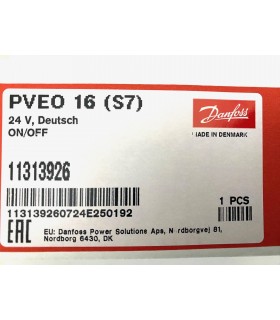 PVEO 16 (S7)
24 V, Deutsch
ON/OFF
Danfoss
MADE IN DENMARK
11313926
113139260724E250192
1 PCS
EAC
EU: Danfoss Power Solutions Aps, Nordborgvej 81,
Nordborg 6430, DK